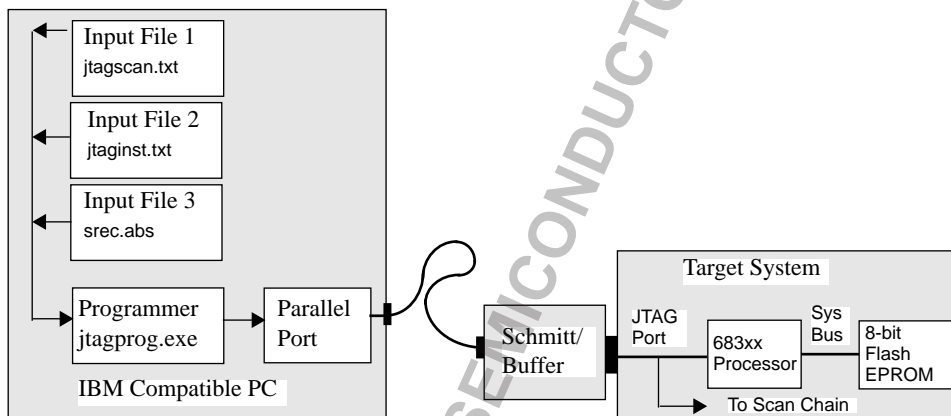 Input File 1
jtagscan.txt
Input File 2
jtaginst.txt
Input File 3
srec.abs
Programmer
jtagprog.exe
Parallel
Port
IBM Compatible PC
Schmitt/
Buffer
Target System
JTAG
Port
683xx
Processor
Sys
Bus
8-bit
Flash
EPROM
To Scan Chain
SEMICONDUCTO